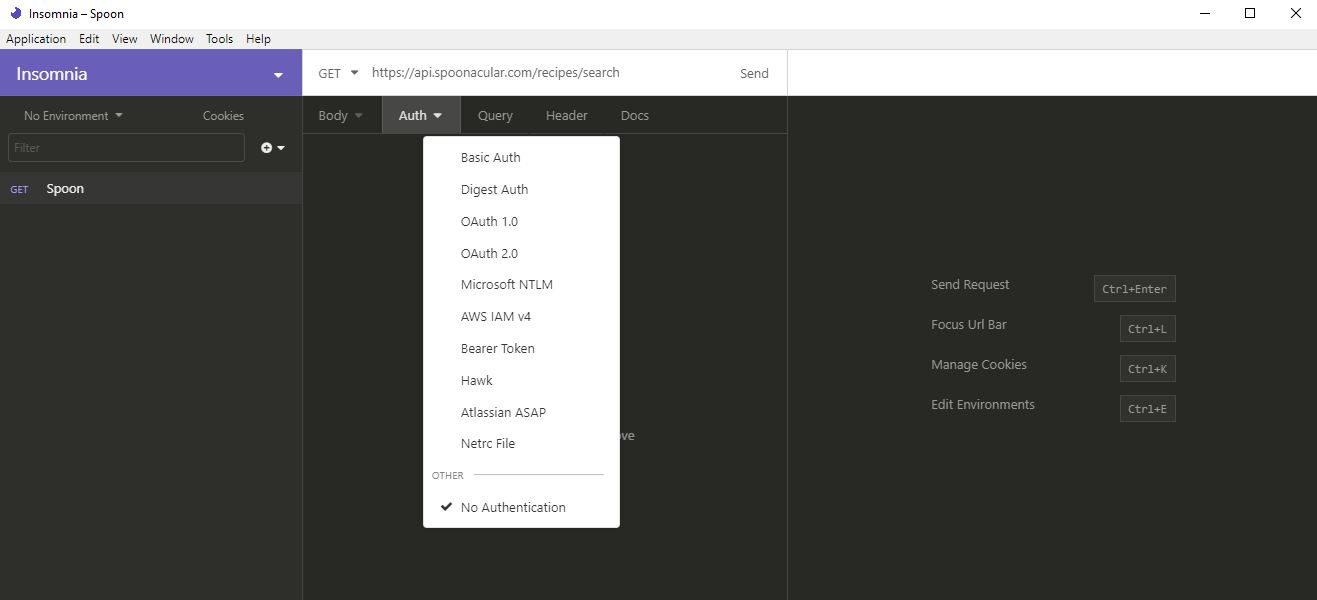 Insomnia – Spoon
Application Edit View Window Tools Help
Insomnia
GET https://api.spoonacular.com/recipes/search Send
No Environment Cookies
Body Auth Query Header Docs
Filter
GET Spoon
Basic Auth
Digest Auth
OAuth 1.0
OAuth 2.0
Microsoft NTLM
AWS IAM v4
Bearer Token
Hawk
Atlassian ASAP
Netrc File
OTHER
No Authentication
Send Request Ctrl+Enter
Focus Url Bar Ctrl+L
Manage Cookies Ctrl+K
Edit Environments Ctrl+E